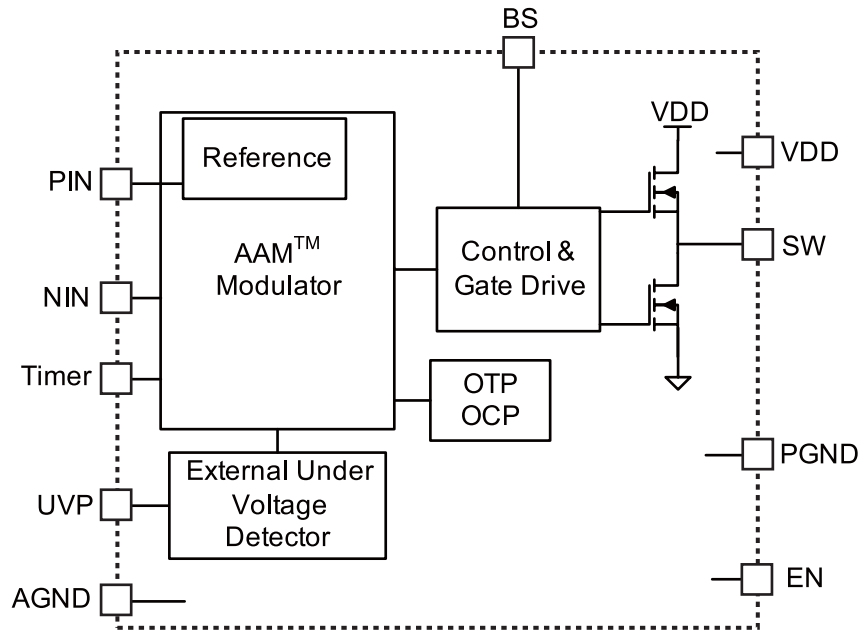 BS
VDD
Reference
VDD
PIN
AAM™
Modulator
Control &
Gate Drive
SW
NIN
Timer
OTP
OCP
PGND
External Under
Voltage
Detector
UVP
EN
AGND